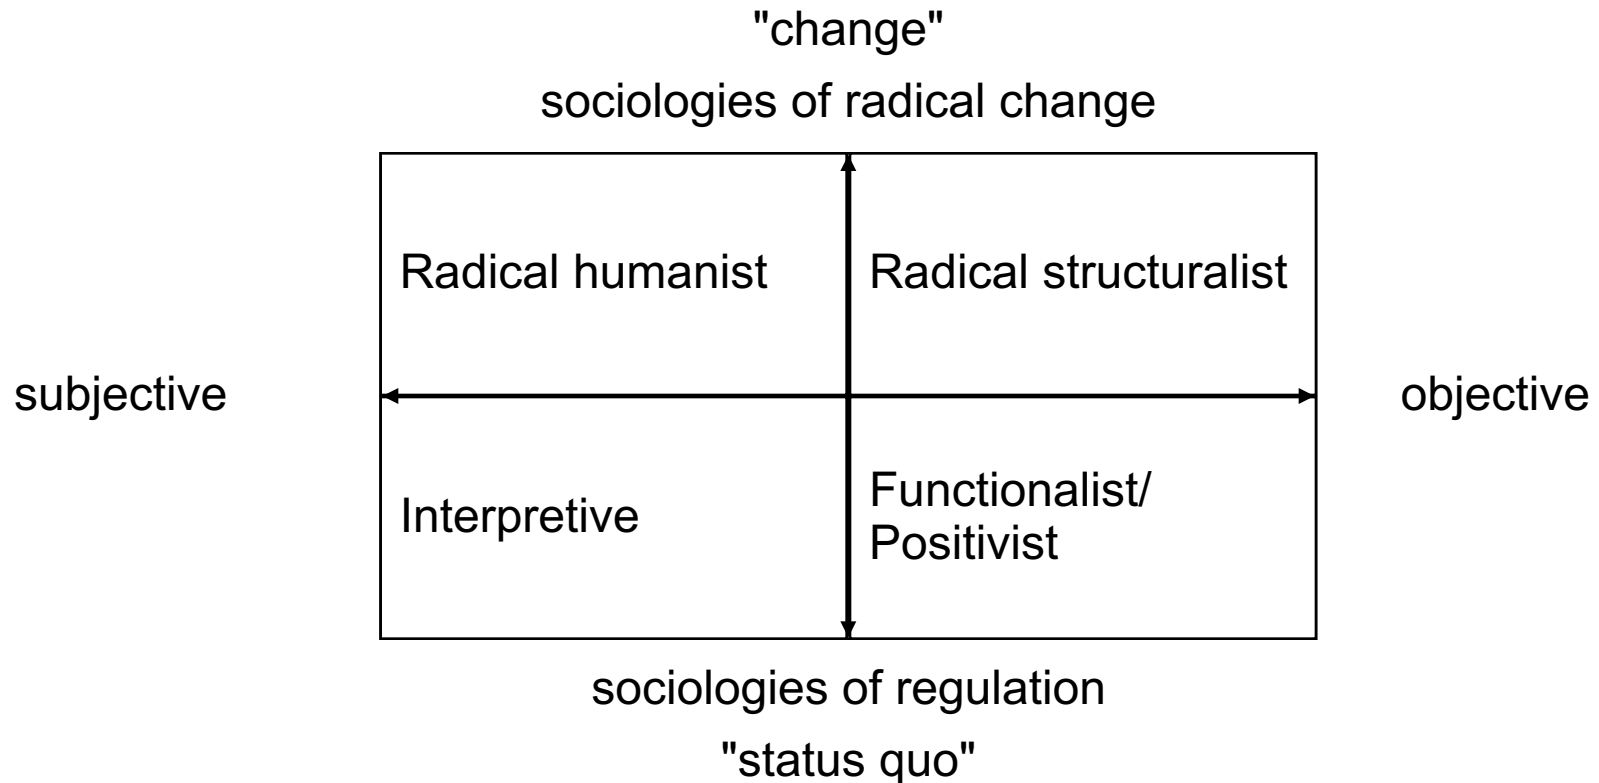 "change"
sociologies of radical change
Radical humanist
Radical structuralist
subjective
objective
Interpretive
Functionalist/
Positivist
sociologies of regulation
"status quo"